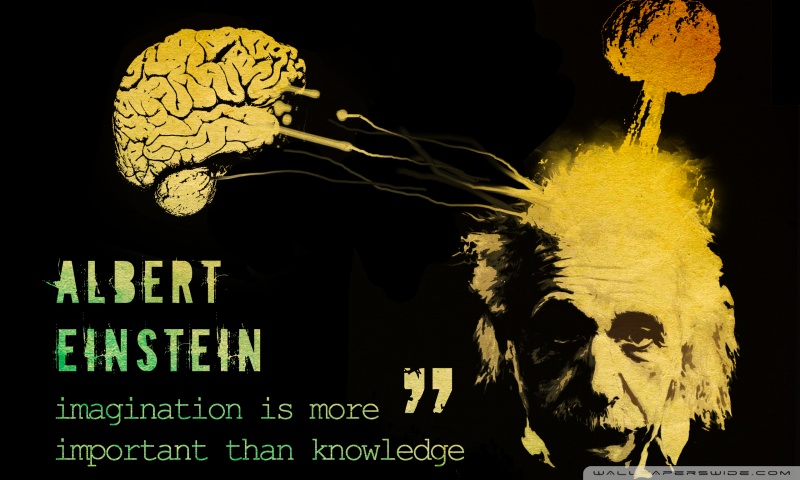 ALBERT
EINSTEIN
imagination is more ”
important than knowledge
WALLPAPERSWIDE.COM